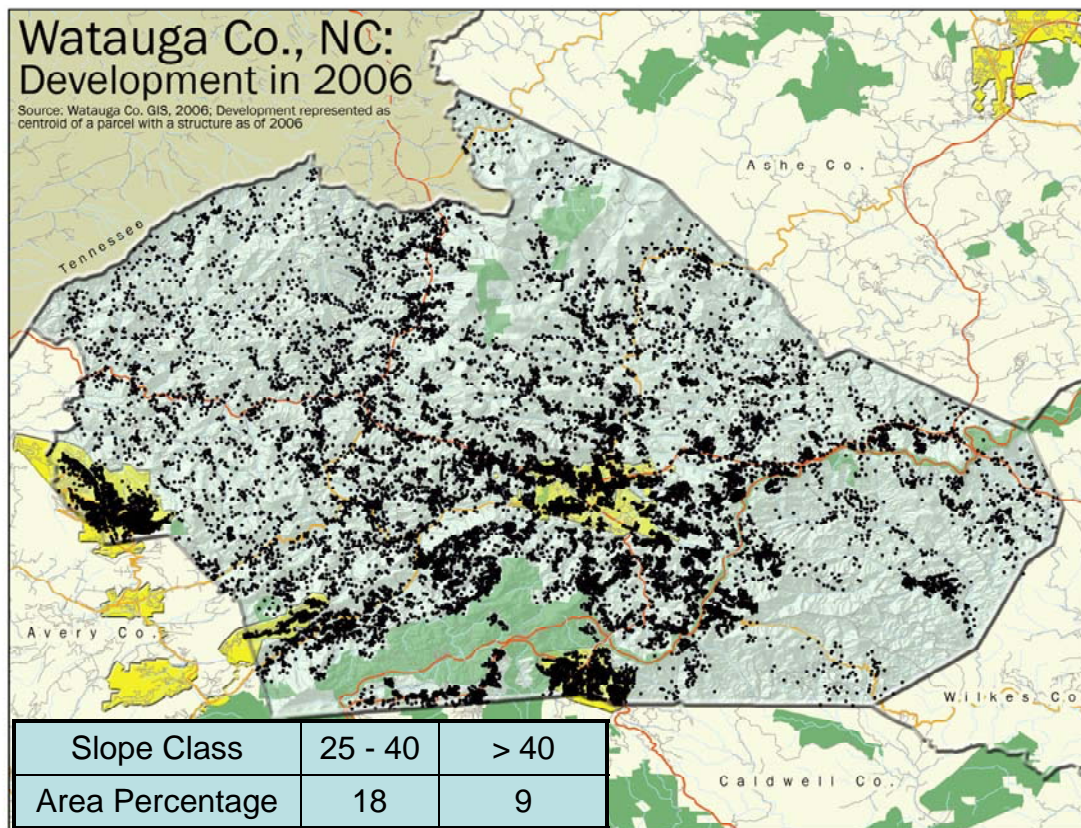 Watauga Co., NC:
Development in 2006
Source: Watauga Co. GIS, 2006; Development represented as
centroid of a parcel with a structure as of 2006
Ashe Co.
Tennessee
Avery Co.
Wilkes Co
Caldwell Co.
Slope Class 25 - 40 > 40
Area Percentage 18 9